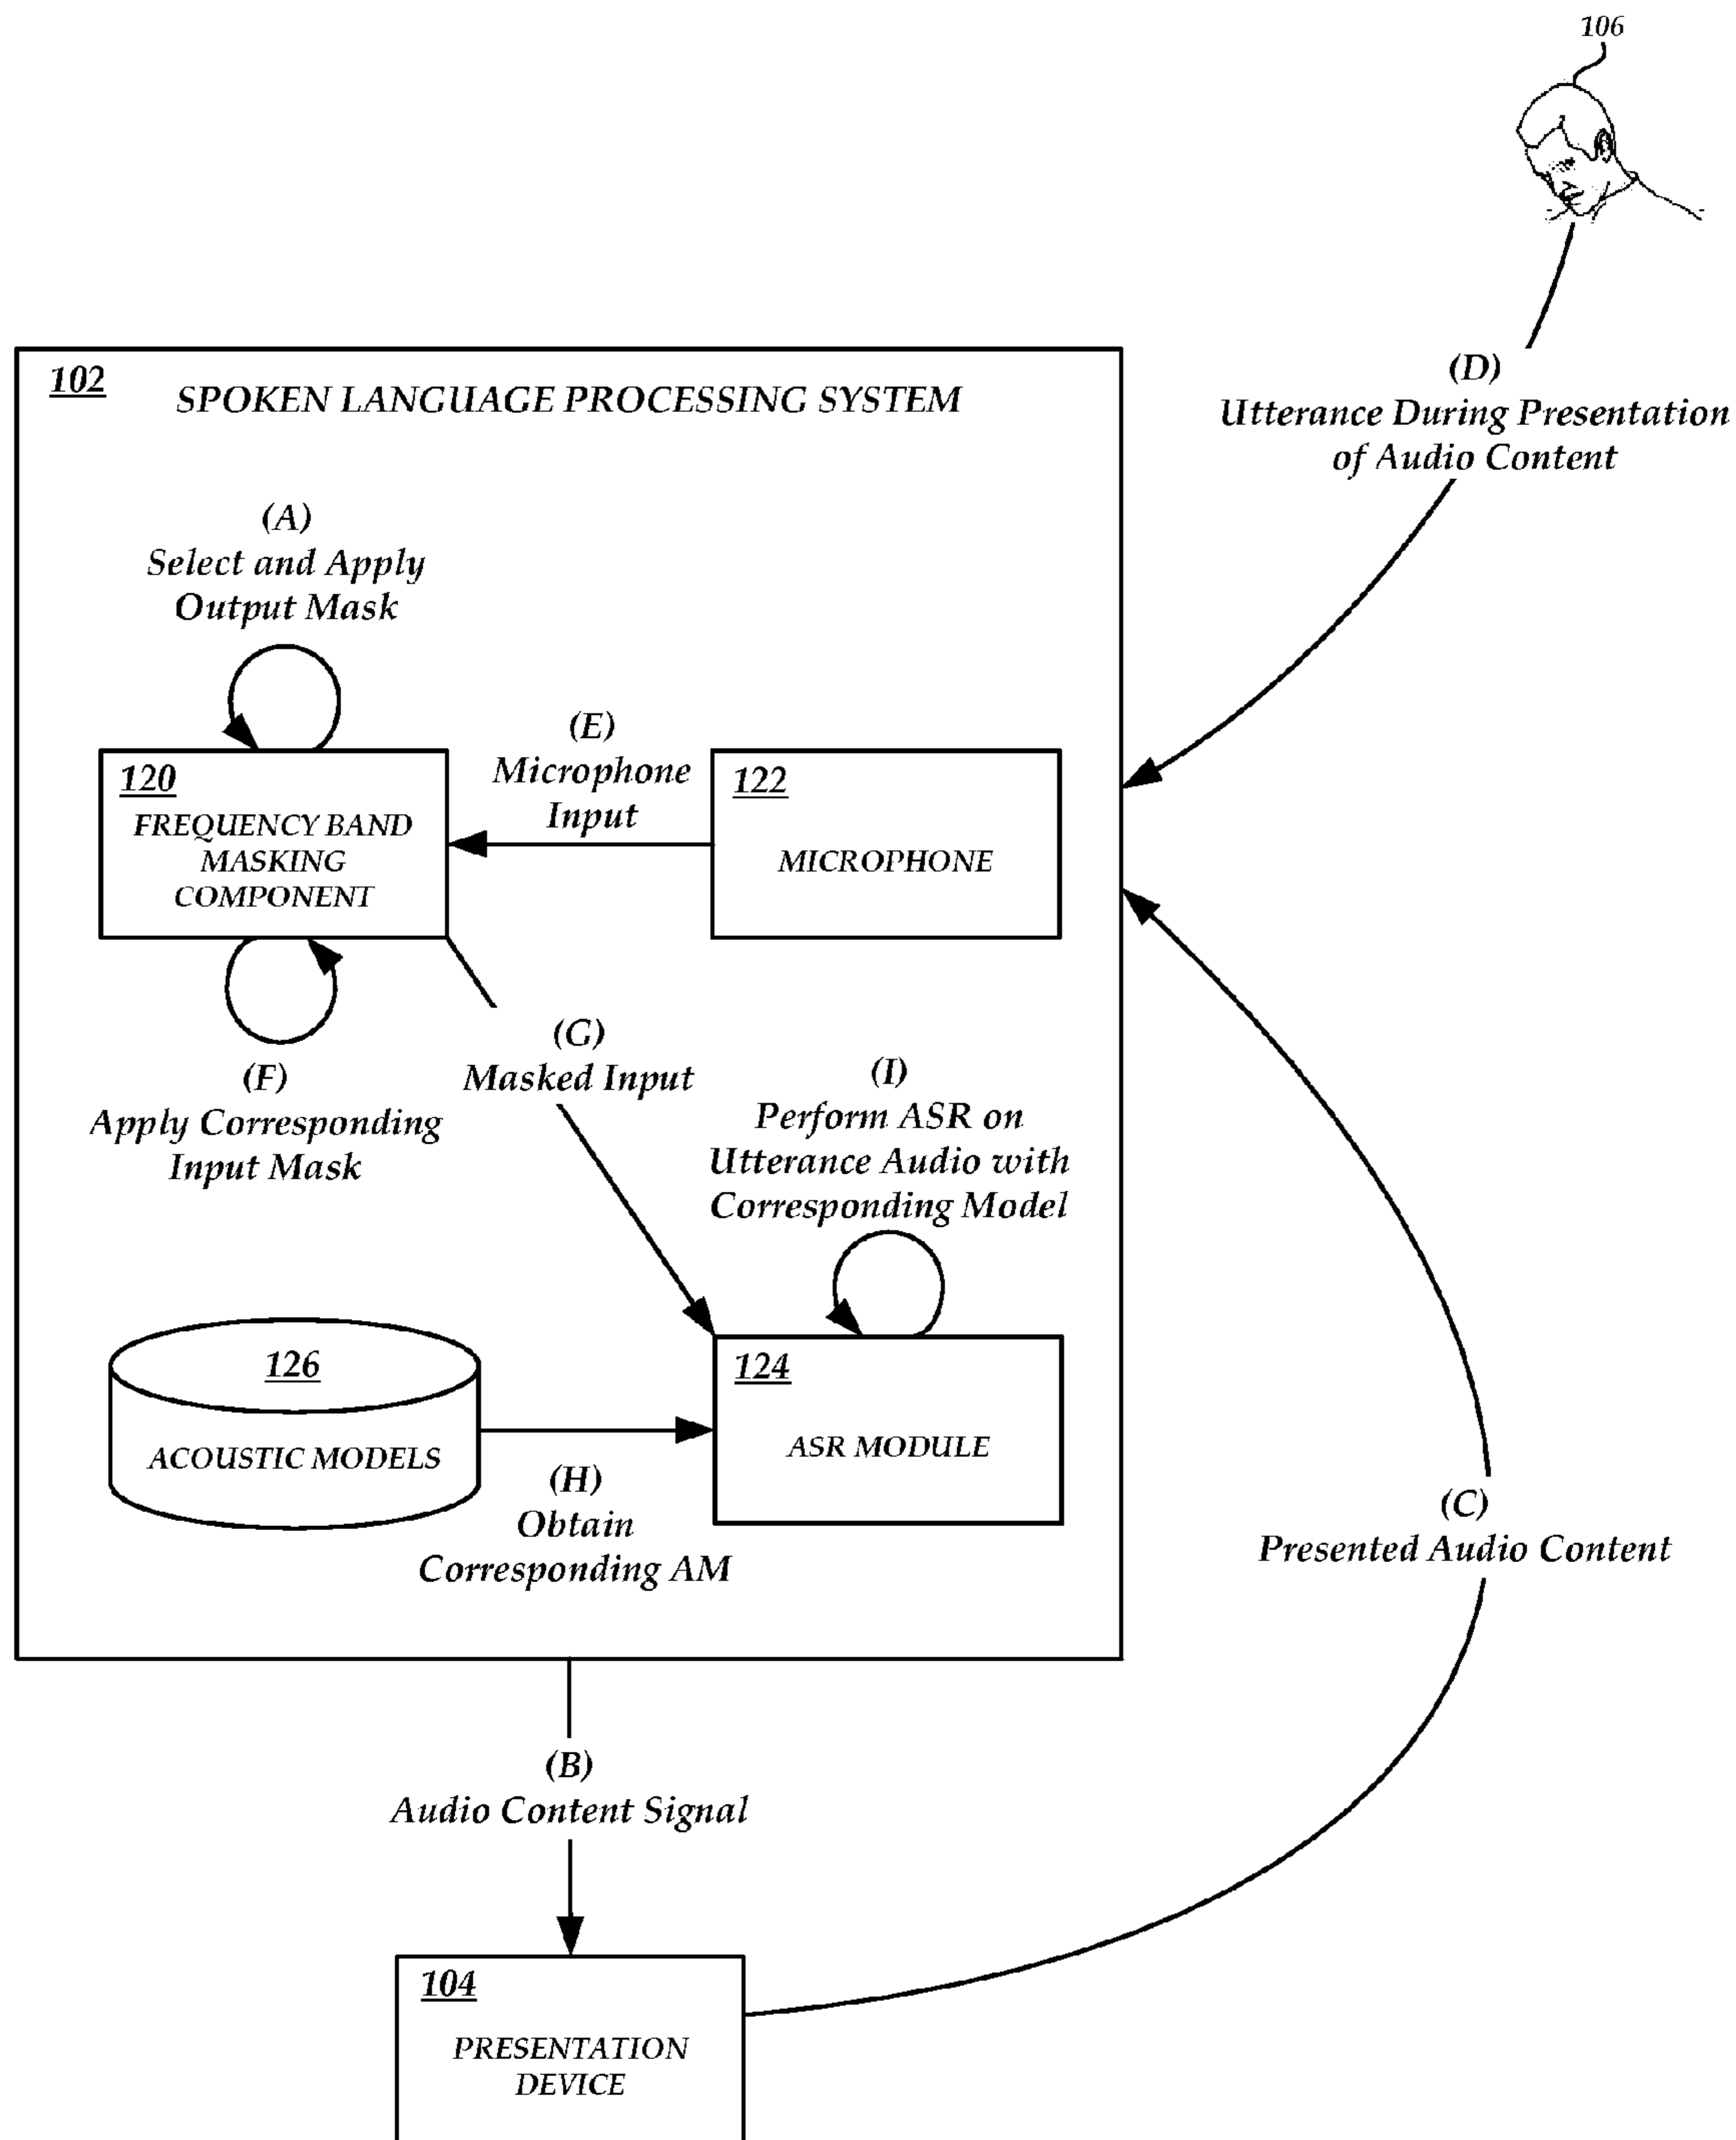 106
102
SPOKEN LANGUAGE PROCESSING SYSTEM
(D)
Utterance During Presentation
of Audio Content
(A)
Select and Apply
Output Mask
(E)
Microphone
Input
120
FREQUENCY BAND
MASKING
COMPONENT
122
MICROPHONE
(F)
Apply Corresponding
Input Mask
(G)
Masked Input
(I)
Perform ASR on
Utterance Audio with
Corresponding Model
126
ACOUSTIC MODELS
124
ASR MODULE
(H)
Obtain
Corresponding AM
(C)
Presented Audio Content
(B)
Audio Content Signal
104
PRESENTATION
DEVICE